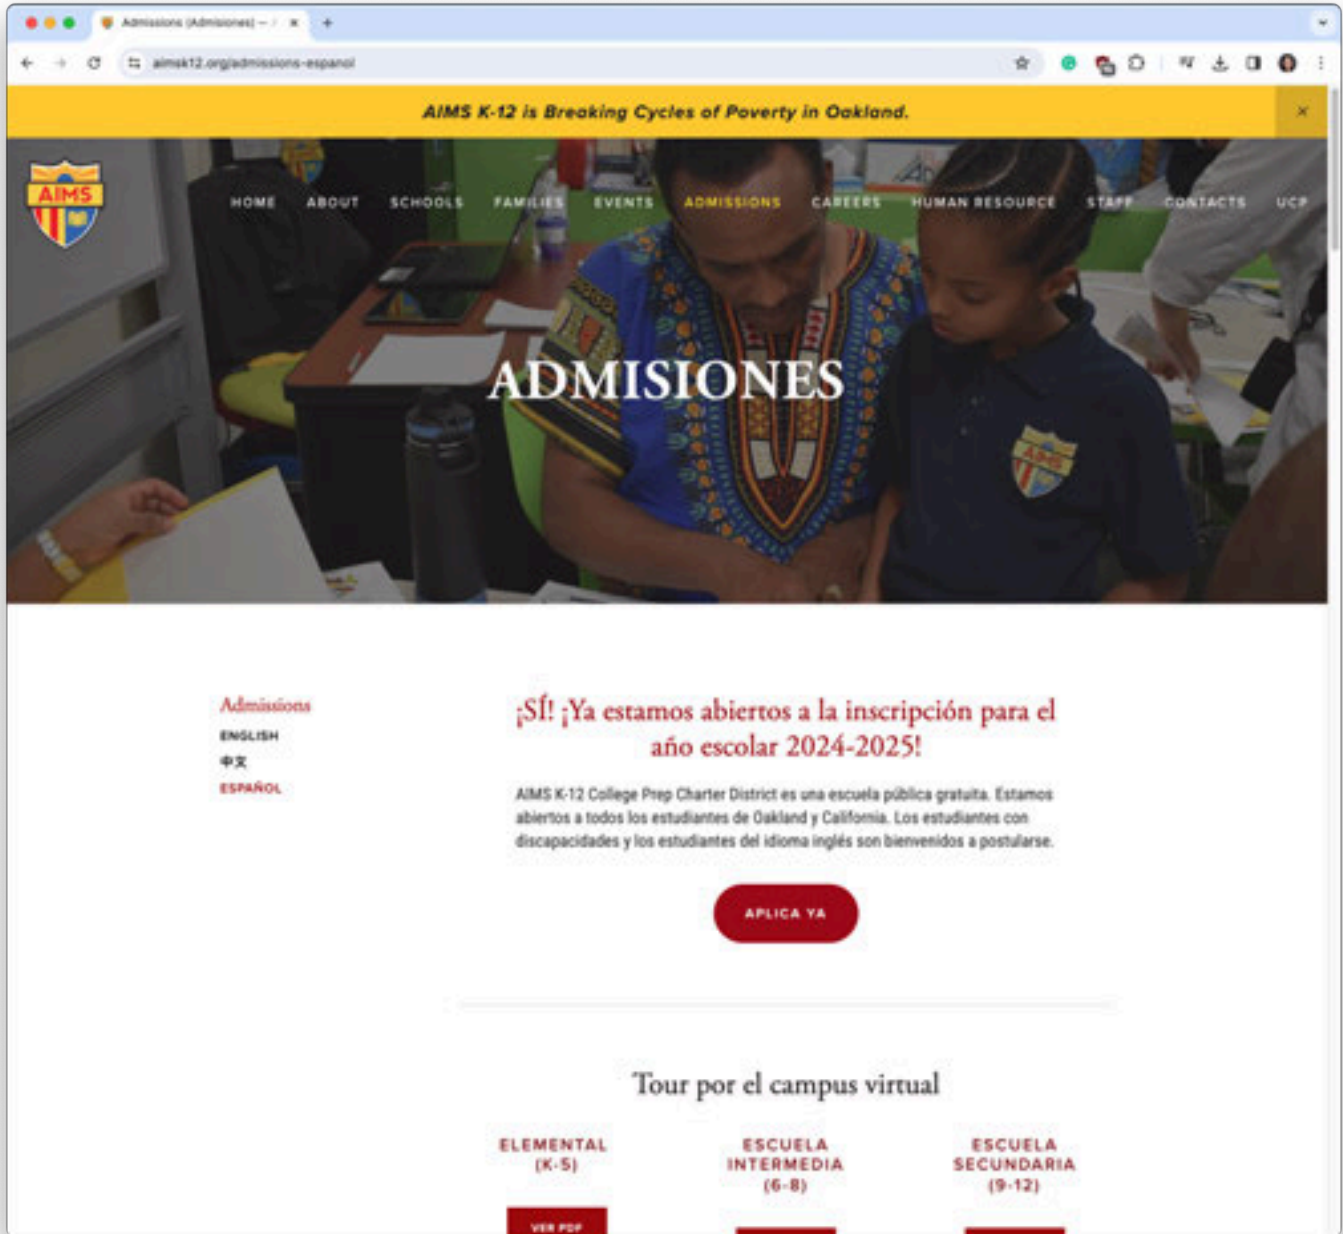 Admissions (Admisiones) — /
aimsk12.org/admissions-espanol
AIMS K-12 is Breaking Cycles of Poverty in Oakland.
AIMS
HOME ABOUT SCHOOLS FAMILIES EVENTS ADMISSIONS CAREERS HUMAN RESOURCE STAFF CONTACTS UCP
ADMISIONES
AIMS
Admissions
ENGLISH
中文
ESPAÑOL
¡SÍ! ¡Ya estamos abiertos a la inscripción para el
año escolar 2024-2025!
AIMS K-12 College Prep Charter District es una escuela pública gratuita. Estamos
abiertos a todos los estudiantes de Oakland y California. Los estudiantes con
discapacidades y los estudiantes del idioma inglés son bienvenidos a postularse.
APLICA YA
Tour por el campus virtual
ELEMENTAL
(K-5)
VER PDF
ESCUELA
INTERMEDIA
(6-8)
ESCUELA
SECUNDARIA
(9-12)